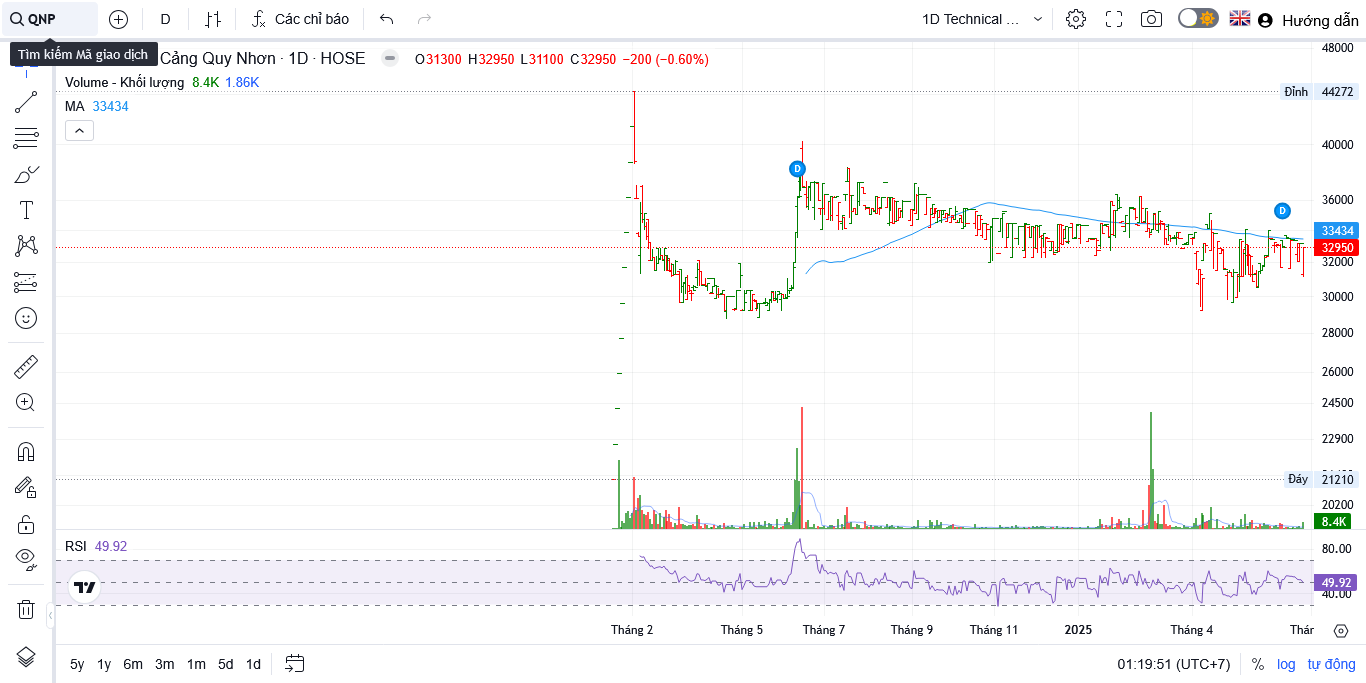 QNP
D
Các chỉ báo
1D Technical ...
Hướng dẫn
Tìm kiếm Mã giao dịch
Cảng Quy Nhơn · 1D · HOSE
O31300 H32950 L31100 C32950 −200 (−0.60%)
Volume - Khối lượng 8.4K 1.86K
MA 33434
48000
Đỉnh 44272
40000
D
36000
D
33434
32950
32000
30000
28000
26000
24500
22900
Đáy 21210
20200
8.4K
RSI 49.92
80.00
49.92
40.00
Tháng 2 Tháng 5 Tháng 7 Tháng 9 Tháng 11 2025 Tháng 4 Thár
5y 1y 6m 3m 1m 5d 1d
01:19:51 (UTC+7) % log tự động